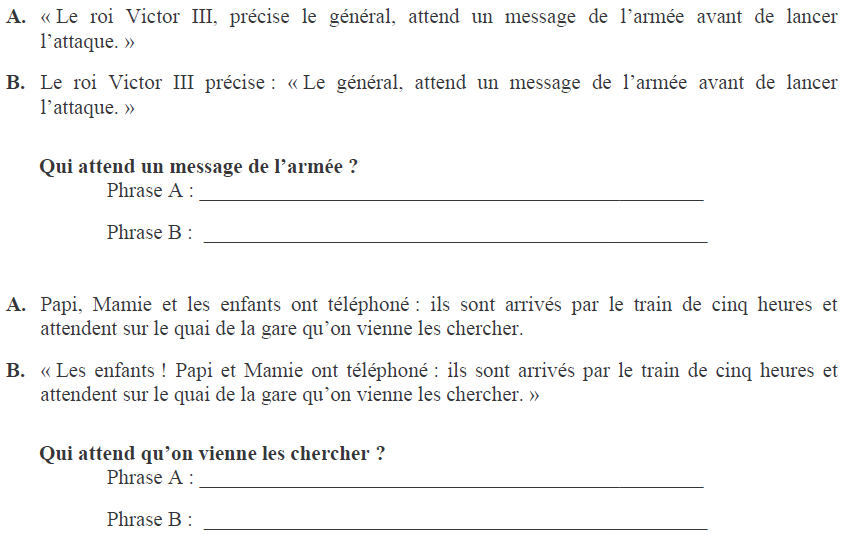 A. « Le roi Victor III, précise le général, attend un message de l’armée avant de lancer
l’attaque. »
B. Le roi Victor III précise : « Le général, attend un message de l’armée avant de lancer
l’attaque. »
Qui attend un message de l’armée ?
Phrase A : ________________________________________________
Phrase B : ________________________________________________
A. Papi, Mamie et les enfants ont téléphoné : ils sont arrivés par le train de cinq heures et
attendent sur le quai de la gare qu’on vienne les chercher.
B. « Les enfants ! Papi et Mamie ont téléphoné : ils sont arrivés par le train de cinq heures et
attendent sur le quai de la gare qu’on vienne les chercher. »
Qui attend qu’on vienne les chercher ?
Phrase A : ________________________________________________
Phrase B : ________________________________________________